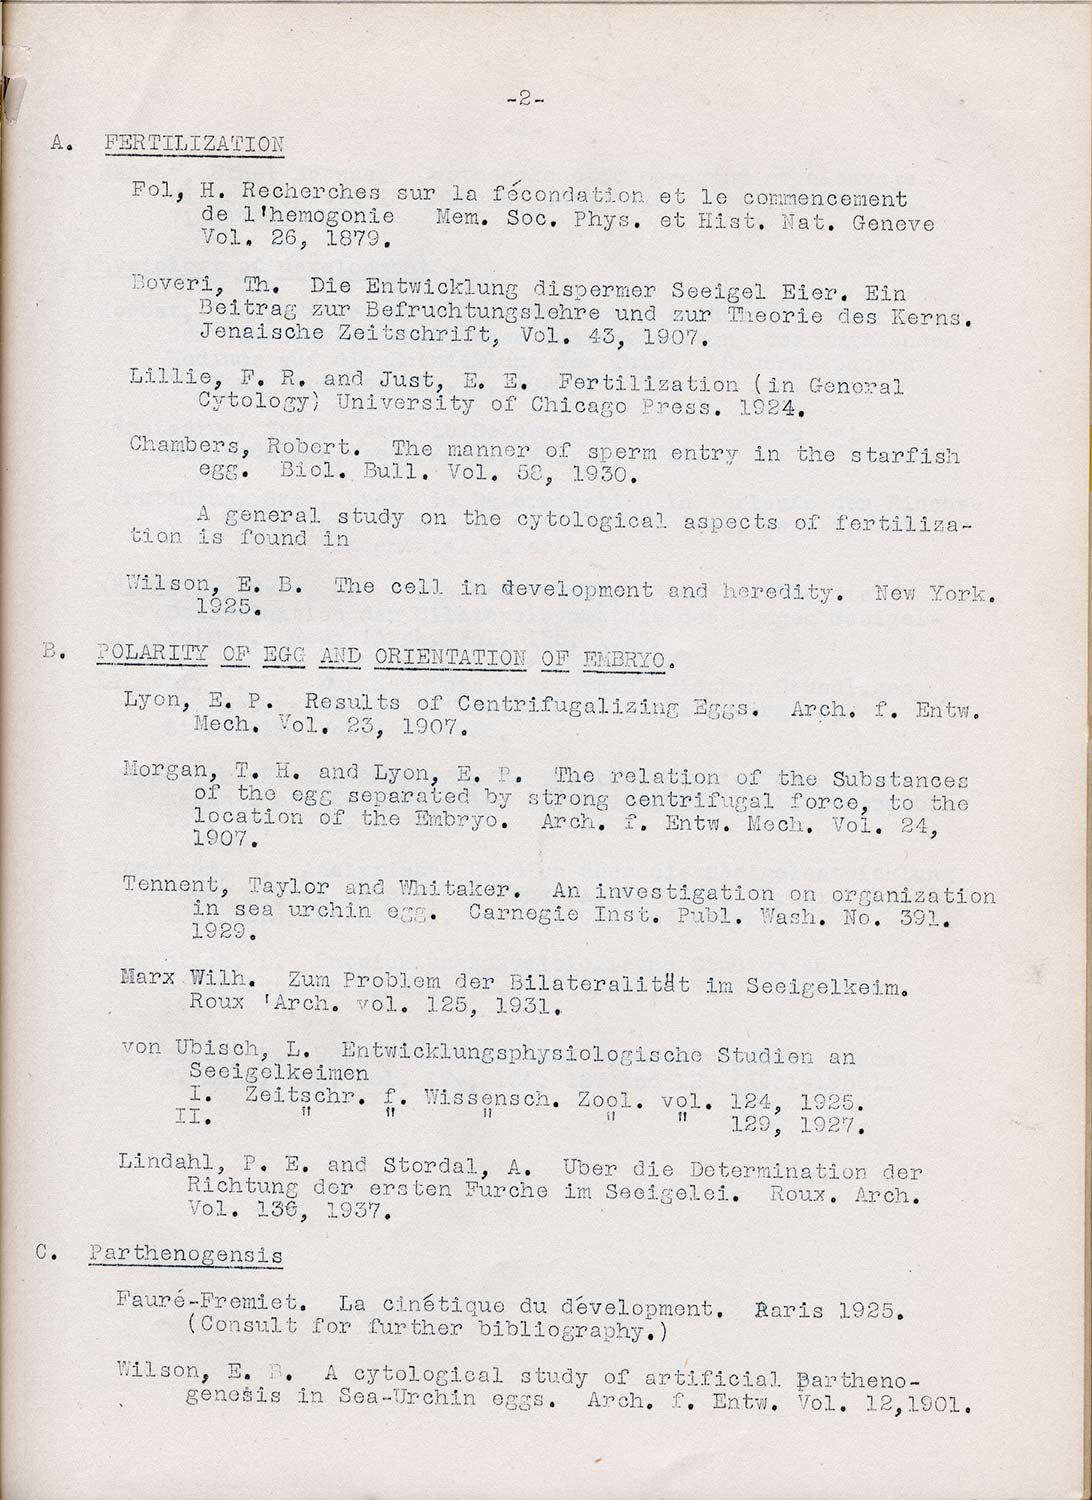 -2-
A. FERTILIZATION
Fol, H. Recherches sur la fécondation et le commencement
de l'hemogonie Mem. Soc. Phys. et Hist. Nat. Geneve
Vol. 26, 1879.
Boveri, Th. Die Entwicklung dispermer Seeigel Eier. Ein
Beitrag zur Befruchtungslehre und zur Theorie des Kerns.
Jenaische Zeitschrift, Vol. 43, 1907.
Lillie, F. R. and Just, E. E. Fertilization (in General
Cytology) University of Chicago Press. 1924.
Chambers, Robert. The manner of sperm entry in the starfish
egg. Biol. Bull. Vol. 58, 1930.
A general study on the cytological aspects of fertiliza-
tion is found in
Wilson, E. B. The cell in development and heredity. New York.
1925.
B. POLARITY OF EGG AND ORIENTATION OF EMBRYO.
Lyon, E. P. Results of Centrifugalizing Eggs. Arch. f. Entw.
Mech. Vol. 23, 1907.
Morgan, T. H. and Lyon, E. P. The relation of the Substances
of the egg separated by strong centrifugal force, to the
location of the Embryo. Arch. f. Entw. Mech. Vol. 24,
1907.
Tennent, Taylor and Whitaker. An investigation on organization
in sea urchin egg. Carnegie Inst. Publ. Wash. No. 391.
1929.
Marx Wilh. Zum Problem der Bilateralität im Seeigelkeim.
Roux 'Arch. vol. 125, 1931.
von Ubisch, L. Entwicklungsphysiologische Studien an
Seeigelkeimen
I. Zeitschr. f. Wissensch. Zool. vol. 124, 1925.
II. " " " " " 129, 1927.
Lindahl, P. E. and Stordal, A. Uber die Determination der
Richtung der ersten Furche im Seeigelei. Roux. Arch.
Vol. 136, 1937.
C. Parthenogensis
Fauré-Fremiet. La cinétique du dévelopment. Paris 1925.
(Consult for further bibliography.)
Wilson, E. B. A cytological study of artificial partheno-
genesis in Sea-Urchin eggs. Arch. f. Entw. Vol. 12,1901.